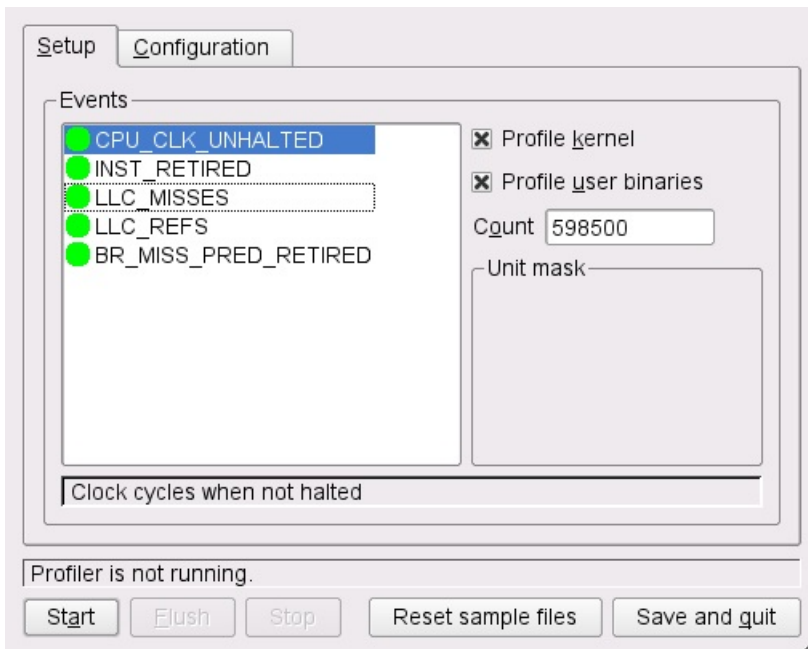 Setup
Configuration
Events
CPU_CLK_UNHALTED
INST_RETIRED
LLC_MISSES
LLC_REFS
BR_MISS_PRED_RETIRED
Profile kernel
Profile user binaries
Count 598500
Unit mask
Clock cycles when not halted
Profiler is not running.
Start
Flush
Stop
Reset sample files
Save and quit